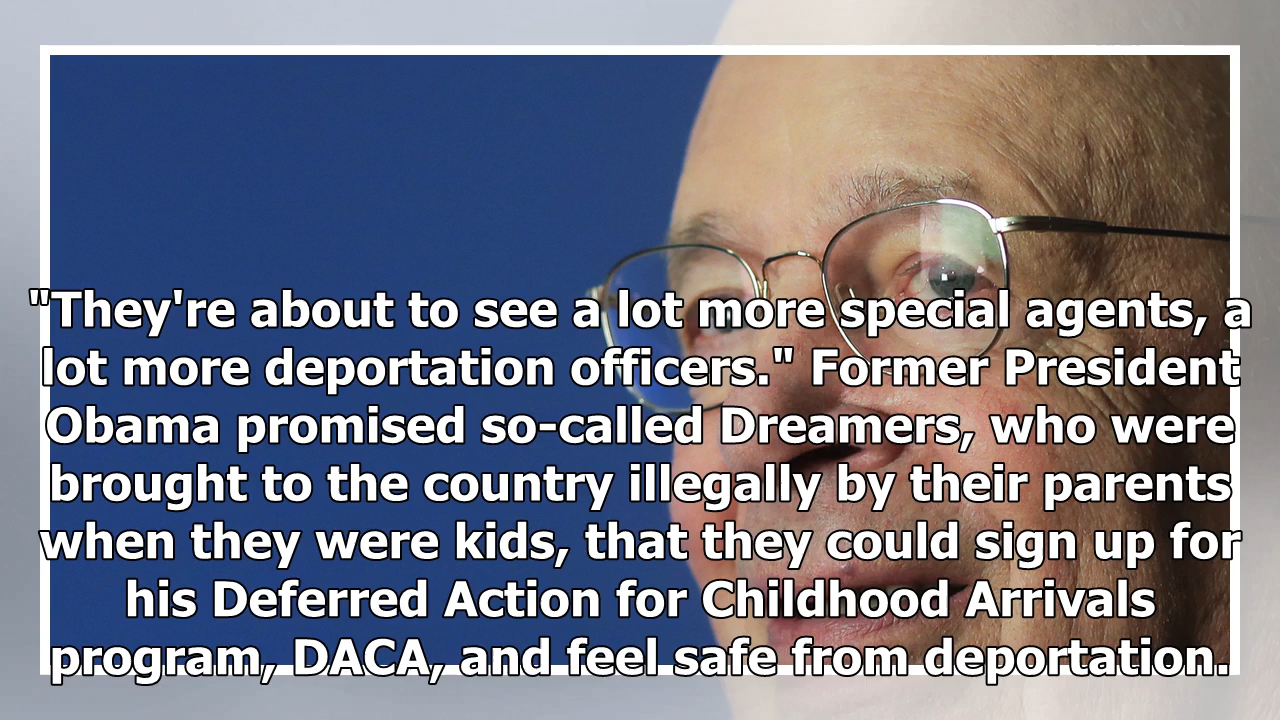 "They're about to see a lot more special agents, a
lot more deportation officers." Former President
Obama promised so-called Dreamers, who were
brought to the country illegally by their parents
when they were kids, that they could sign up for
his Deferred Action for Childhood Arrivals
program, DACA, and feel safe from deportation.